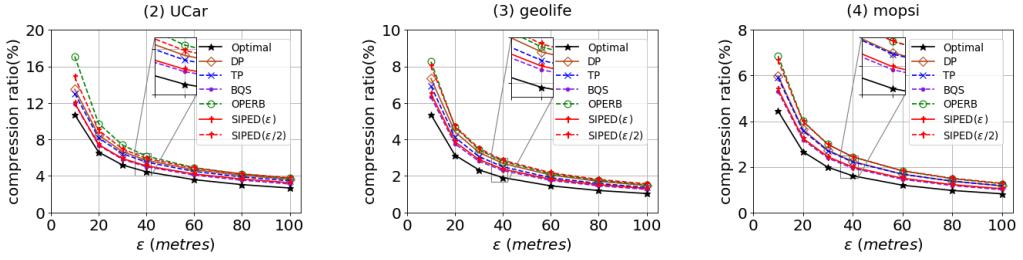 (2) UCar
compression ratio(%)
20
16
12
8
4
0
Optimal
DP
TP
BQS
OPERB
SIPED(ε)
SIPED(ε/2)
0 20 40 60 80 100
ε (metres)
(3) geolife
compression ratio(%)
10
8
6
4
2
0
Optimal
DP
TP
BQS
OPERB
SIPED(ε)
SIPED(ε/2)
0 20 40 60 80 100
ε (metres)
(4) mopsi
compression ratio(%)
8
6
4
2
0
Optimal
DP
TP
BQS
OPERB
SIPED(ε)
SIPED(ε/2)
0 20 40 60 80 100
ε (metres)